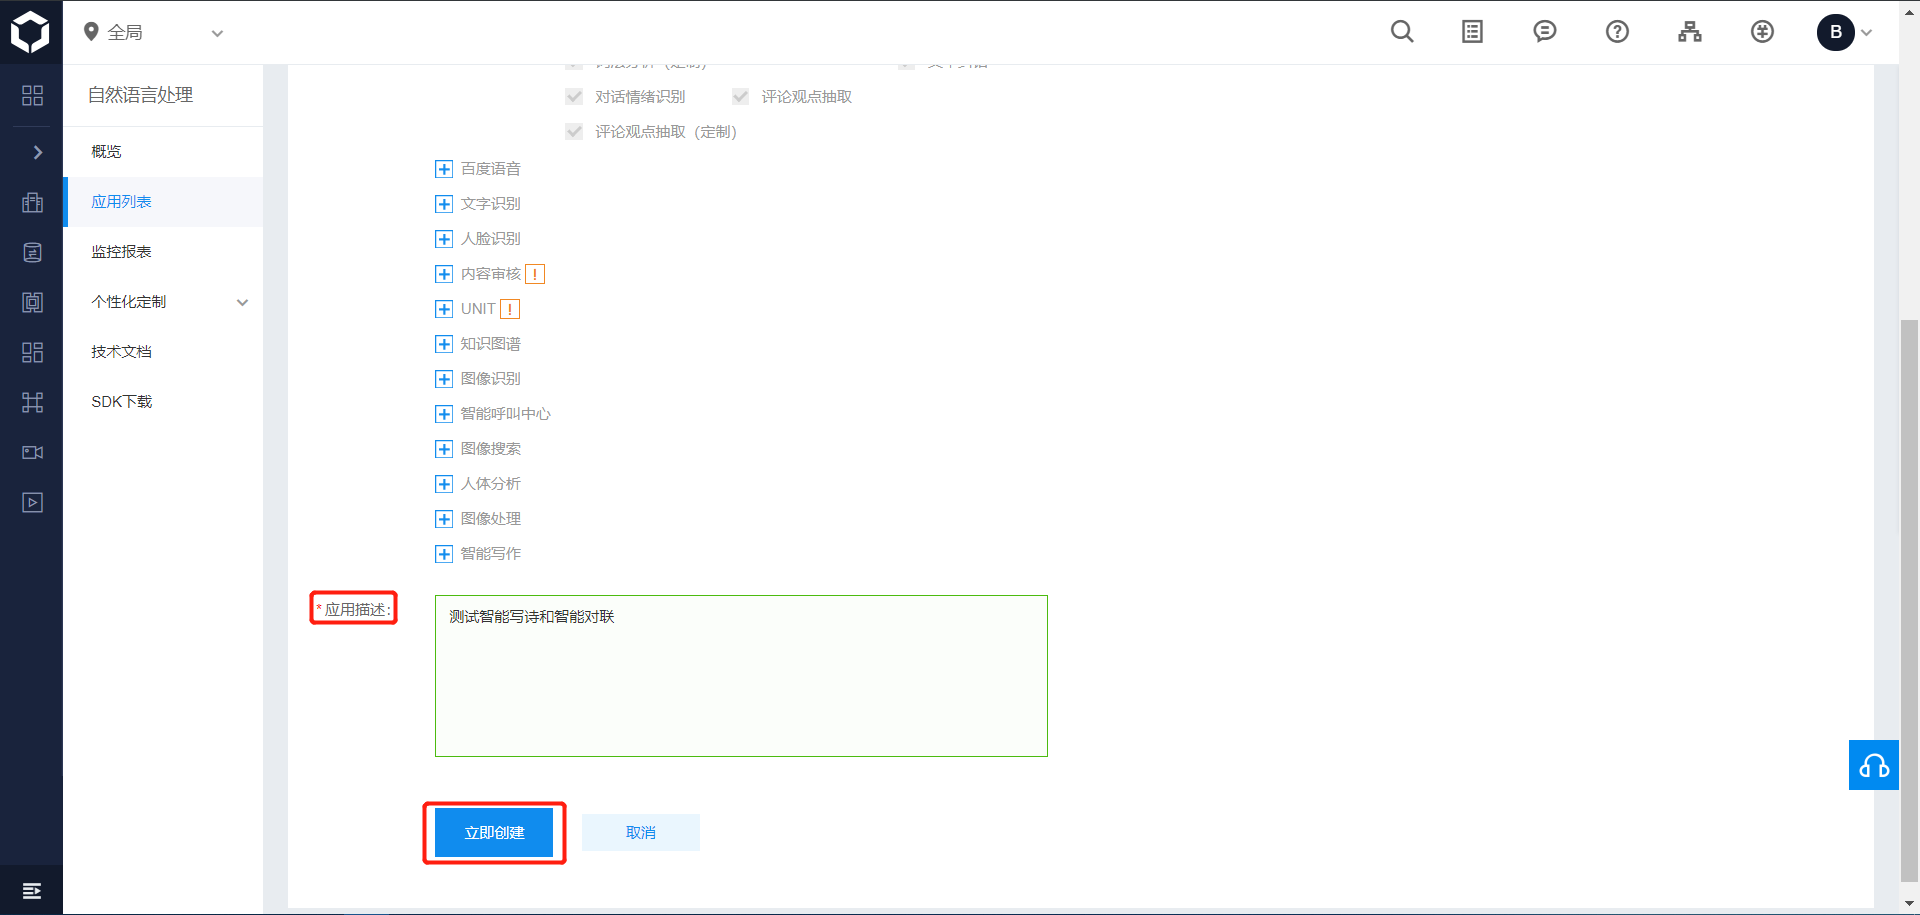 全局
B
自然语言处理
概览
应用列表
监控报表
个性化定制
技术文档
SDK下载
对话情绪识别 评论观点抽取
评论观点抽取（定制）
百度语音
文字识别
人脸识别
内容审核 !
UNIT !
知识图谱
图像识别
智能呼叫中心
图像搜索
人体分析
图像处理
智能写作
*应用描述:
测试智能写诗和智能对联
立即创建 取消